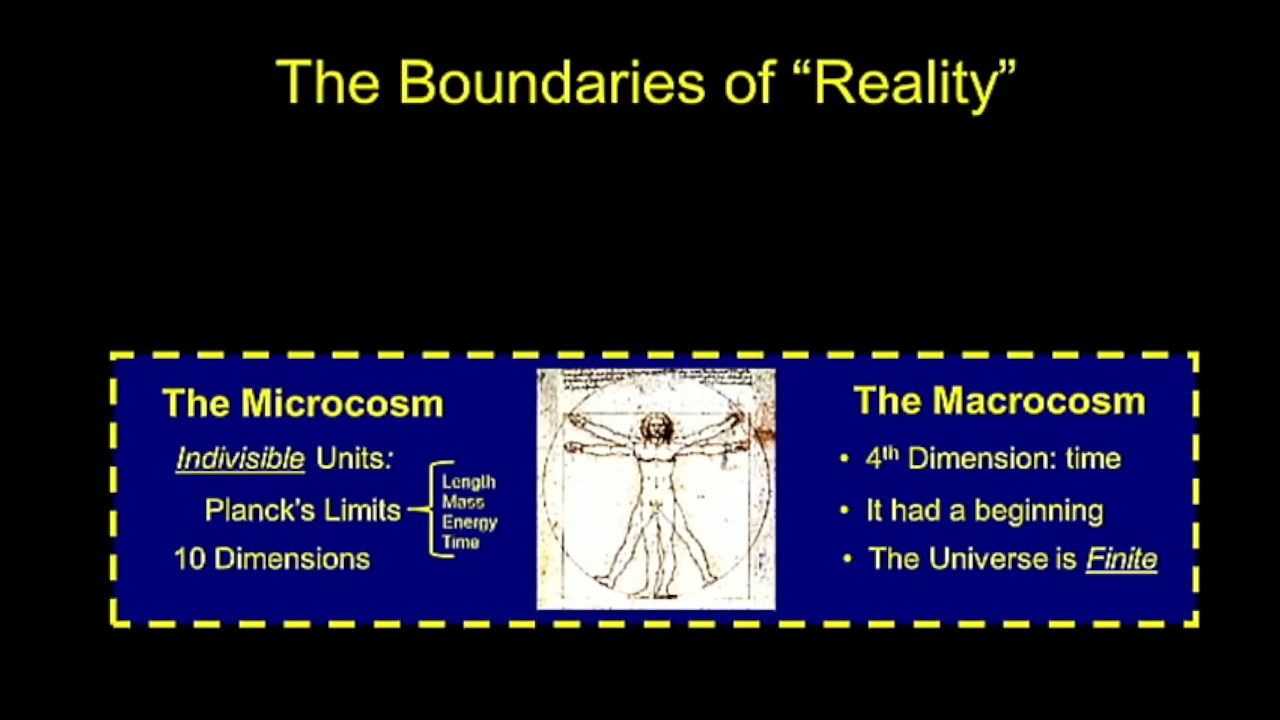 The Boundaries of “Reality”
The Microcosm
Indivisible Units:
Planck's Limits
Length
Mass
Energy
Time
10 Dimensions
The Macrocosm
• 4th Dimension: time
• It had a beginning
• The Universe is Finite